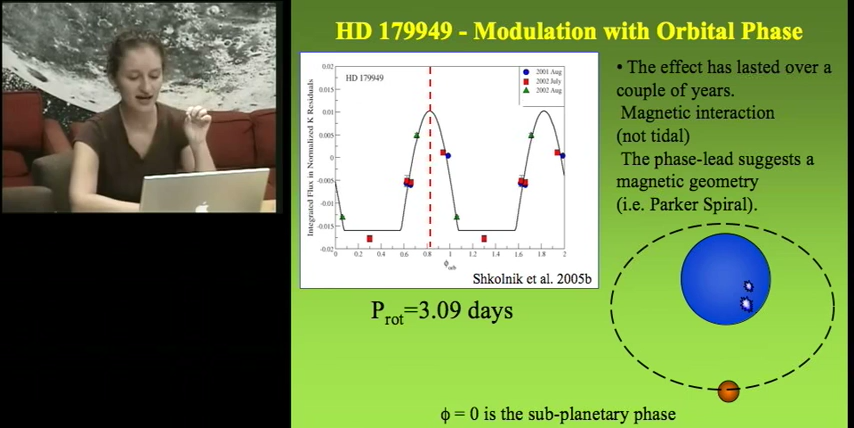 HD 179949 - Modulation with Orbital Phase
HD 179949
2001 Aug
2002 July
2002 Aug
Integrated Flux in Normalized K Residuals
0.02
0.015
0.01
0.005
0
-0.005
-0.01
-0.015
-0.02
0 0.2 0.4 0.6 0.8 1 1.2 1.4 1.6 1.8 2
ϕorb
Shkolnik et al. 2005b
Prot=3.09 days
• The effect has lasted over a
couple of years.
Magnetic interaction
(not tidal)
The phase-lead suggests a
magnetic geometry
(i.e. Parker Spiral).
ϕ = 0 is the sub-planetary phase